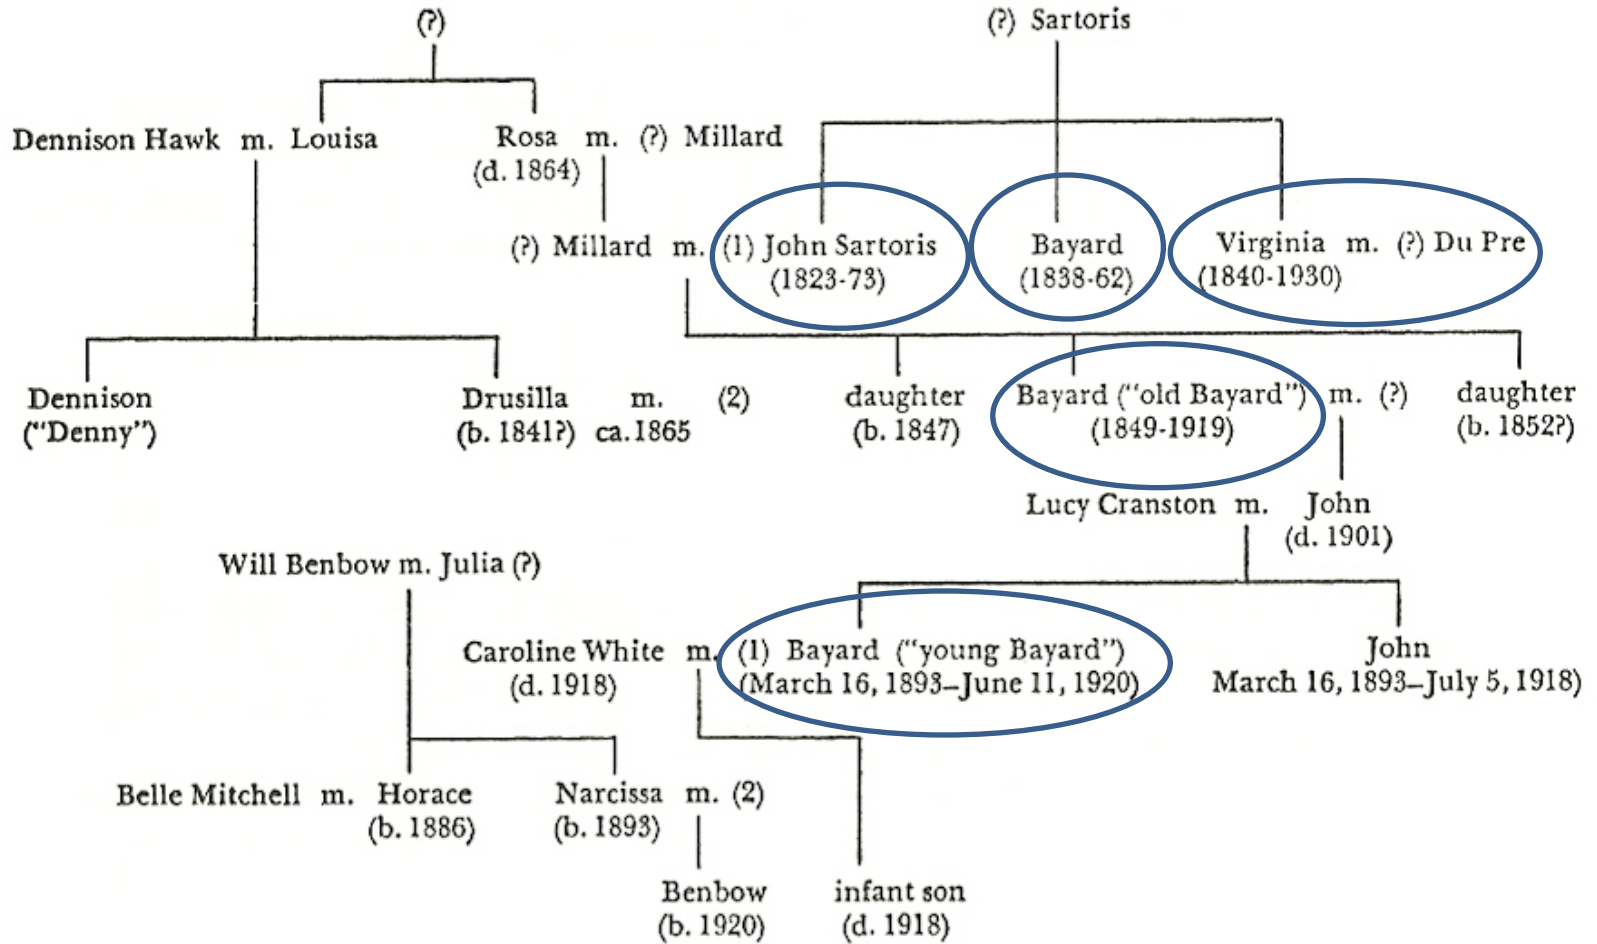 (?)
(?) Sartoris
Dennison Hawk m. Louisa
Rosa m. (?) Millard
(d. 1864)
(?) Millard m. (1) John Sartoris
(1823-73)
Bayard
(1838-62)
Virginia m. (?) Du Pre
(1840-1930)
Dennison
("Denny")
Drusilla m. (2)
(b. 1841?) ca. 1865
daughter
(b. 1847)
Bayard ("old Bayard") m. (?)
(1849-1919)
daughter
(b. 1852?)
Lucy Cranston m. John
(d. 1901)
Will Benbow m. Julia (?)
Caroline White m. (1) Bayard ("young Bayard")
(d. 1918) (March 16, 1893–June 11, 1920)
John
March 16, 1893–July 5, 1918)
Belle Mitchell m. Horace
(b. 1886)
Narcissa m. (2)
(b. 1893)
Benbow
(b. 1920)
infant son
(d. 1918)